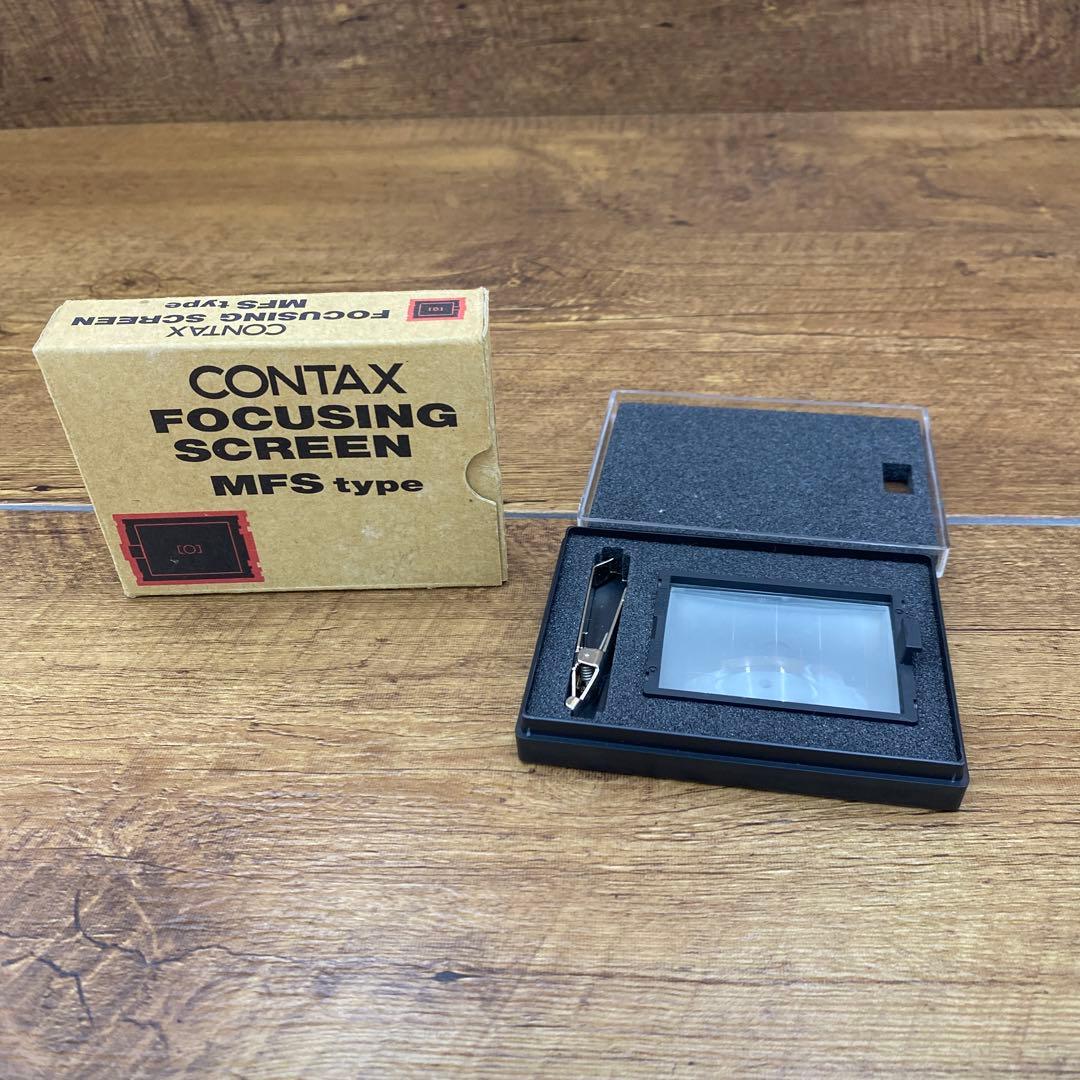 CONTAX
FOCUSING SCREEN
MFS type
CONTAX
FOCUSING
SCREEN
MFS type